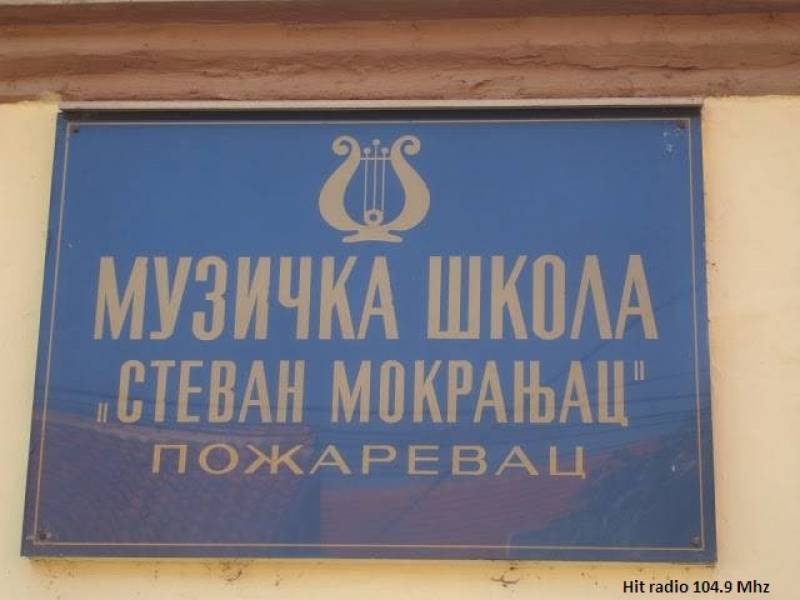 МУЗИЧКА ШКОЛА
„СТЕВАН МОКРАЊАЦ"
ПОЖАРЕВАЦ
Hit radio 104.9 Mhz